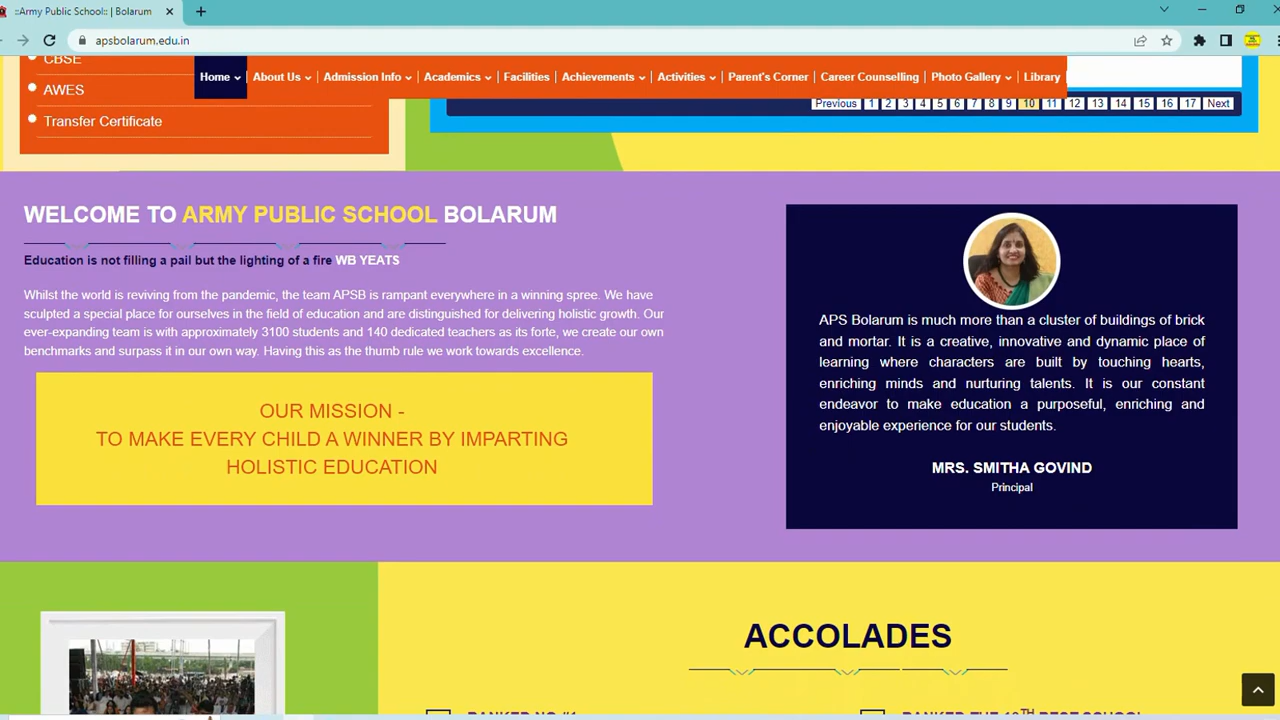 ::Army Public School:: | Bolarum
apsbolarum.edu.in
CBSE
AWES
Transfer Certificate
Home About Us Admission Info Academics Facilities Achievements Activities Parent's Corner Career Counselling Photo Gallery Library
Previous 1 2 3 4 5 6 7 8 9 10 11 12 13 14 15 16 17 Next
WELCOME TO ARMY PUBLIC SCHOOL BOLARUM
Education is not filling a pail but the lighting of a fire WB YEATS
Whilst the world is reviving from the pandemic, the team APSB is rampant everywhere in a winning spree. We have
sculpted a special place for ourselves in the field of education and are distinguished for delivering holistic growth. Our
ever-expanding team is with approximately 3100 students and 140 dedicated teachers as its forte, we create our own
benchmarks and surpass it in our own way. Having this as the thumb rule we work towards excellence.
OUR MISSION -
TO MAKE EVERY CHILD A WINNER BY IMPARTING
HOLISTIC EDUCATION
APS Bolarum is much more than a cluster of buildings of brick
and mortar. It is a creative, innovative and dynamic place of
learning where characters are built by touching hearts,
enriching minds and nurturing talents. It is our constant
endeavor to make education a purposeful, enriching and
enjoyable experience for our students.
MRS. SMITHA GOVIND
Principal
ACCOLADES
RANKED NO #1
RANKED THE 10TH BEST SCHOOL